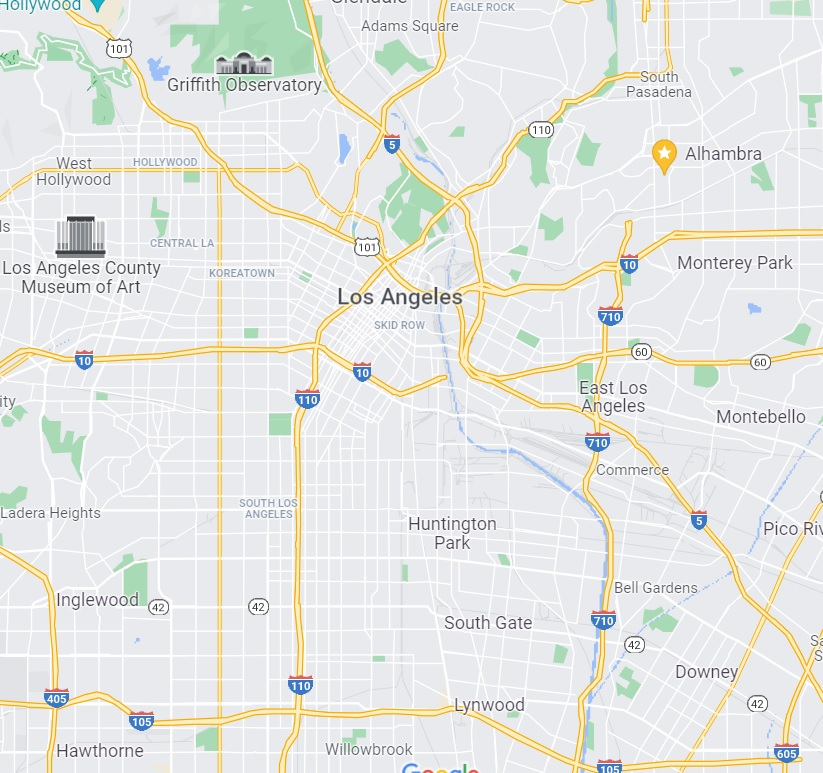 Hollywood
Glendale
EAGLE ROCK
Adams Square
101
Griffith Observatory
South
Pasadena
110
5
Alhambra
West
Hollywood
HOLLYWOOD
CENTRAL LA
101
Los Angeles County
Museum of Art
KOREATOWN
10
Monterey Park
Los Angeles
SKID ROW
710
10
10
60
60
110
East Los
Angeles
Montebello
710
Commerce
SOUTH LOS
ANGELES
Ladera Heights
5
Huntington
Park
Pico Riv
Bell Gardens
Inglewood
42
42
South Gate
710
42
Downey
110
405
105
Lynwood
42
Hawthorne
Willowbrook
605
105
Google